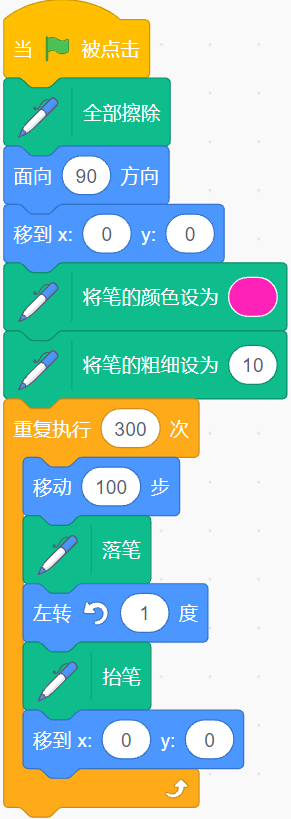 当 被点击
全部擦除
面向 90 方向
移到 x: 0 y: 0
将笔的颜色设为
将笔的粗细设为 10
重复执行 300 次
移动 100 步
落笔
左转 1 度
抬笔
移到 x: 0 y: 0